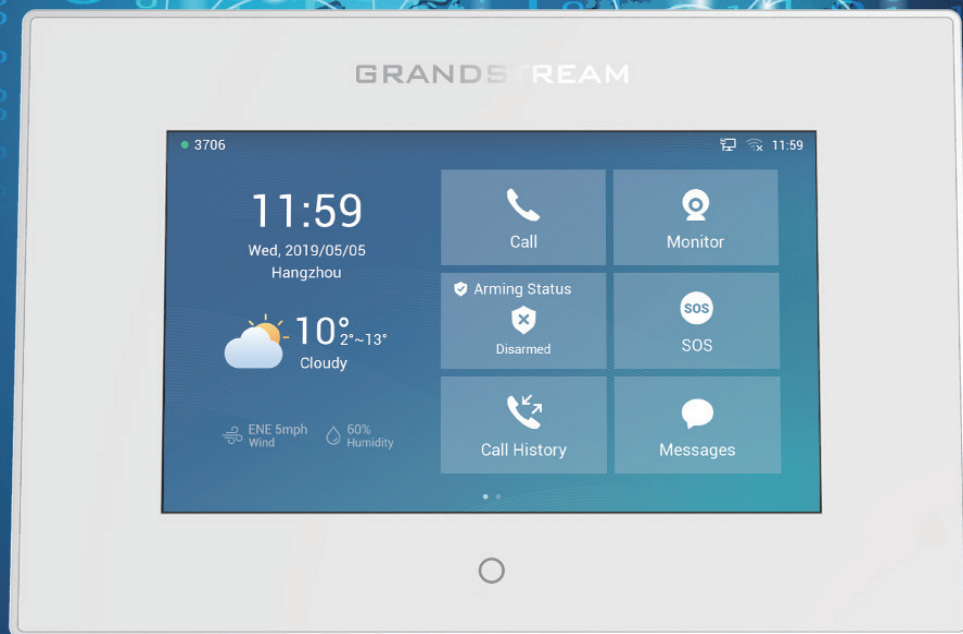 GRANDSTREAM
3706
11:59
11:59
Wed, 2019/05/05
Hangzhou
10°
2°~13°
Cloudy
ENE 5mph
Wind
60%
Humidity
Call
Monitor
Arming Status
Disarmed
SOS
SOS
Call History
Messages